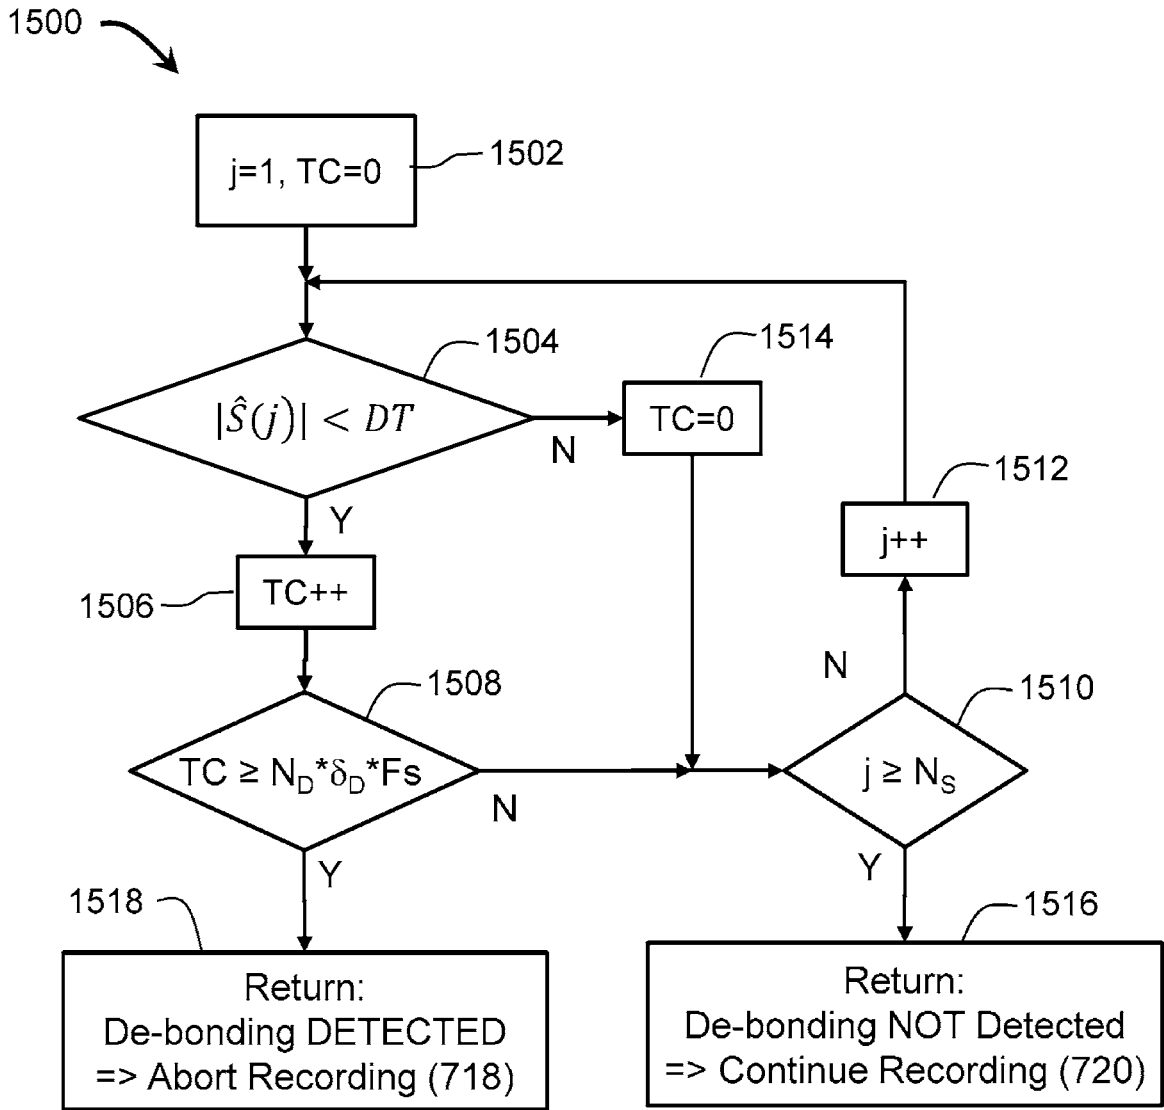 1500
j=1, TC=0
1502
1504
|Ŝ(j)| < DT
N
1514
TC=0
1512
j++
Y
1506
TC++
1508
TC ≥ N_D*δ_D*Fs
N
N
1510
j ≥ N_S
Y
Y
1518
Return:
De-bonding DETECTED
=> Abort Recording (718)
1516
Return:
De-bonding NOT Detected
=> Continue Recording (720)